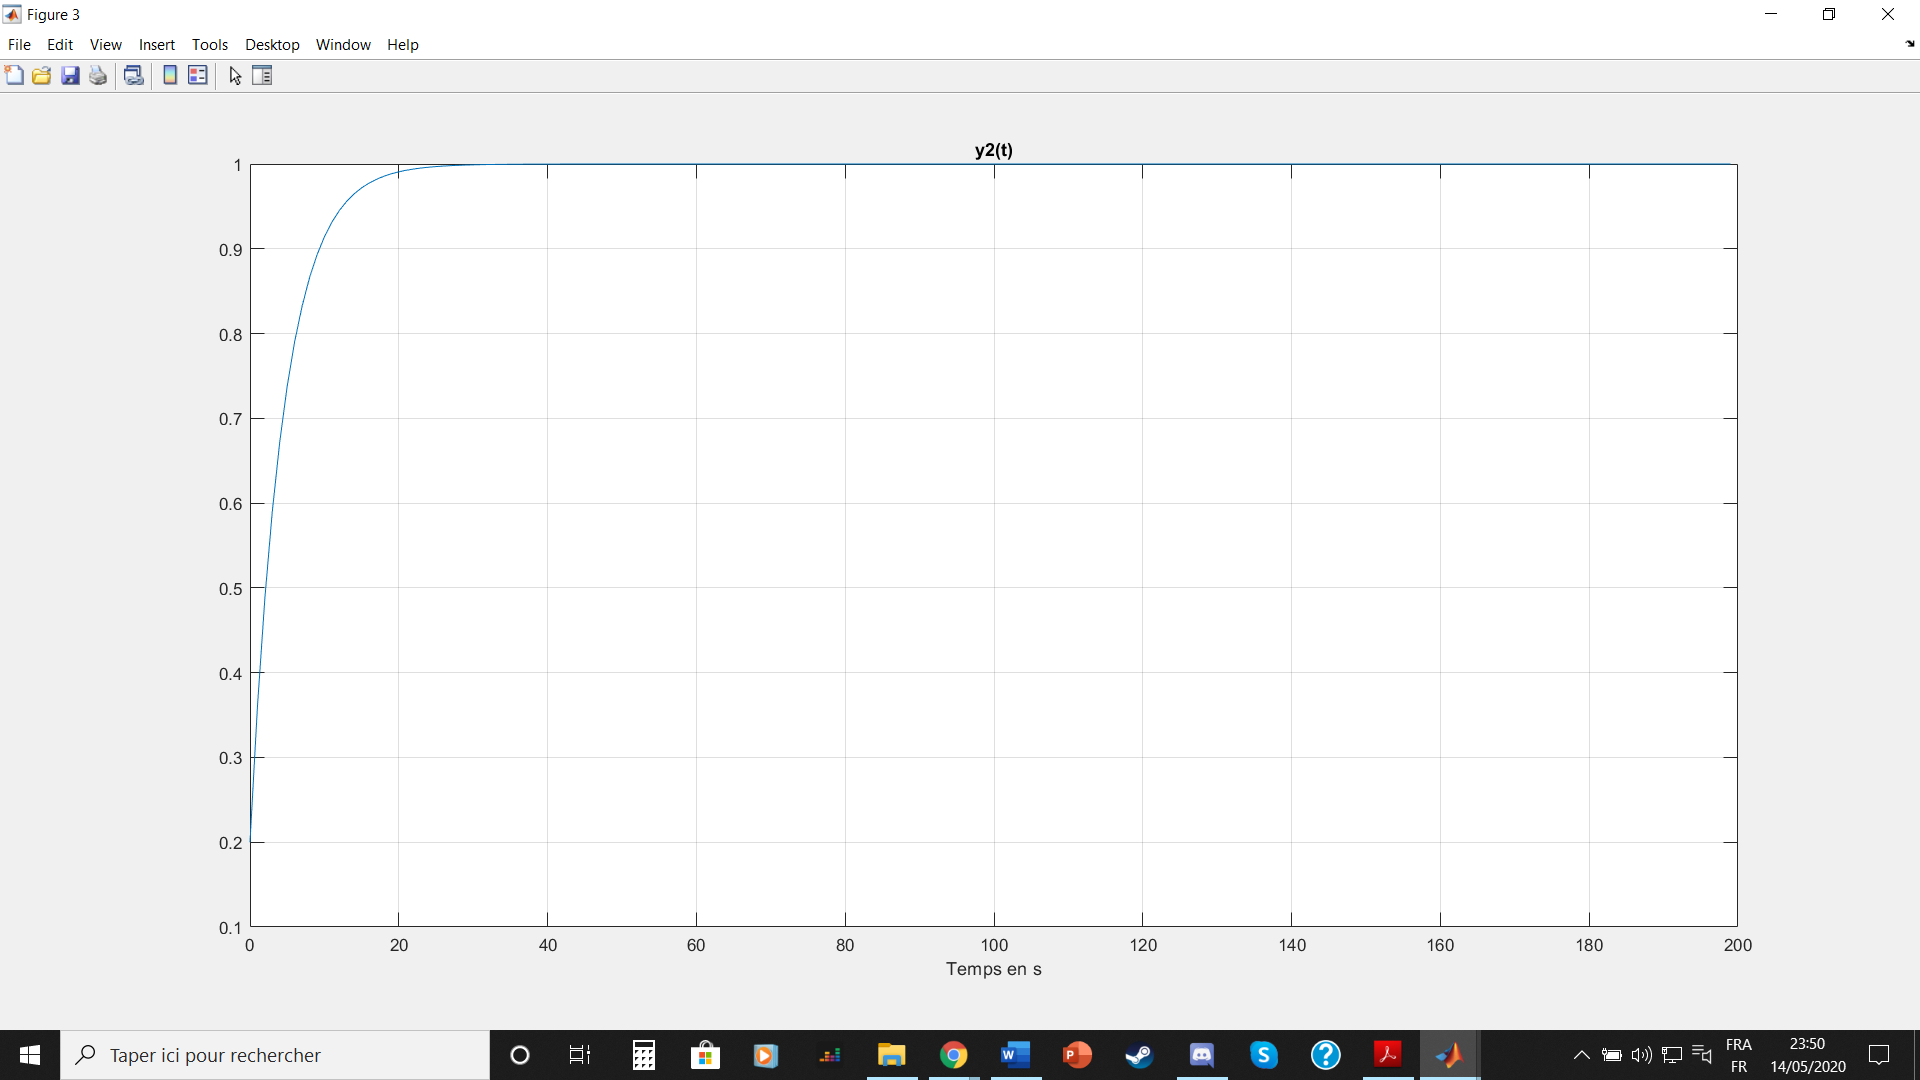 Figure 3
File Edit View Insert Tools Desktop Window Help
y2(t)
1
0.9
0.8
0.7
0.6
0.5
0.4
0.3
0.2
0.1
0 20 40 60 80 100 120 140 160 180 200
Temps en s
Taper ici pour rechercher
W
P
S
?
FRA
FR
23:50
14/05/2020